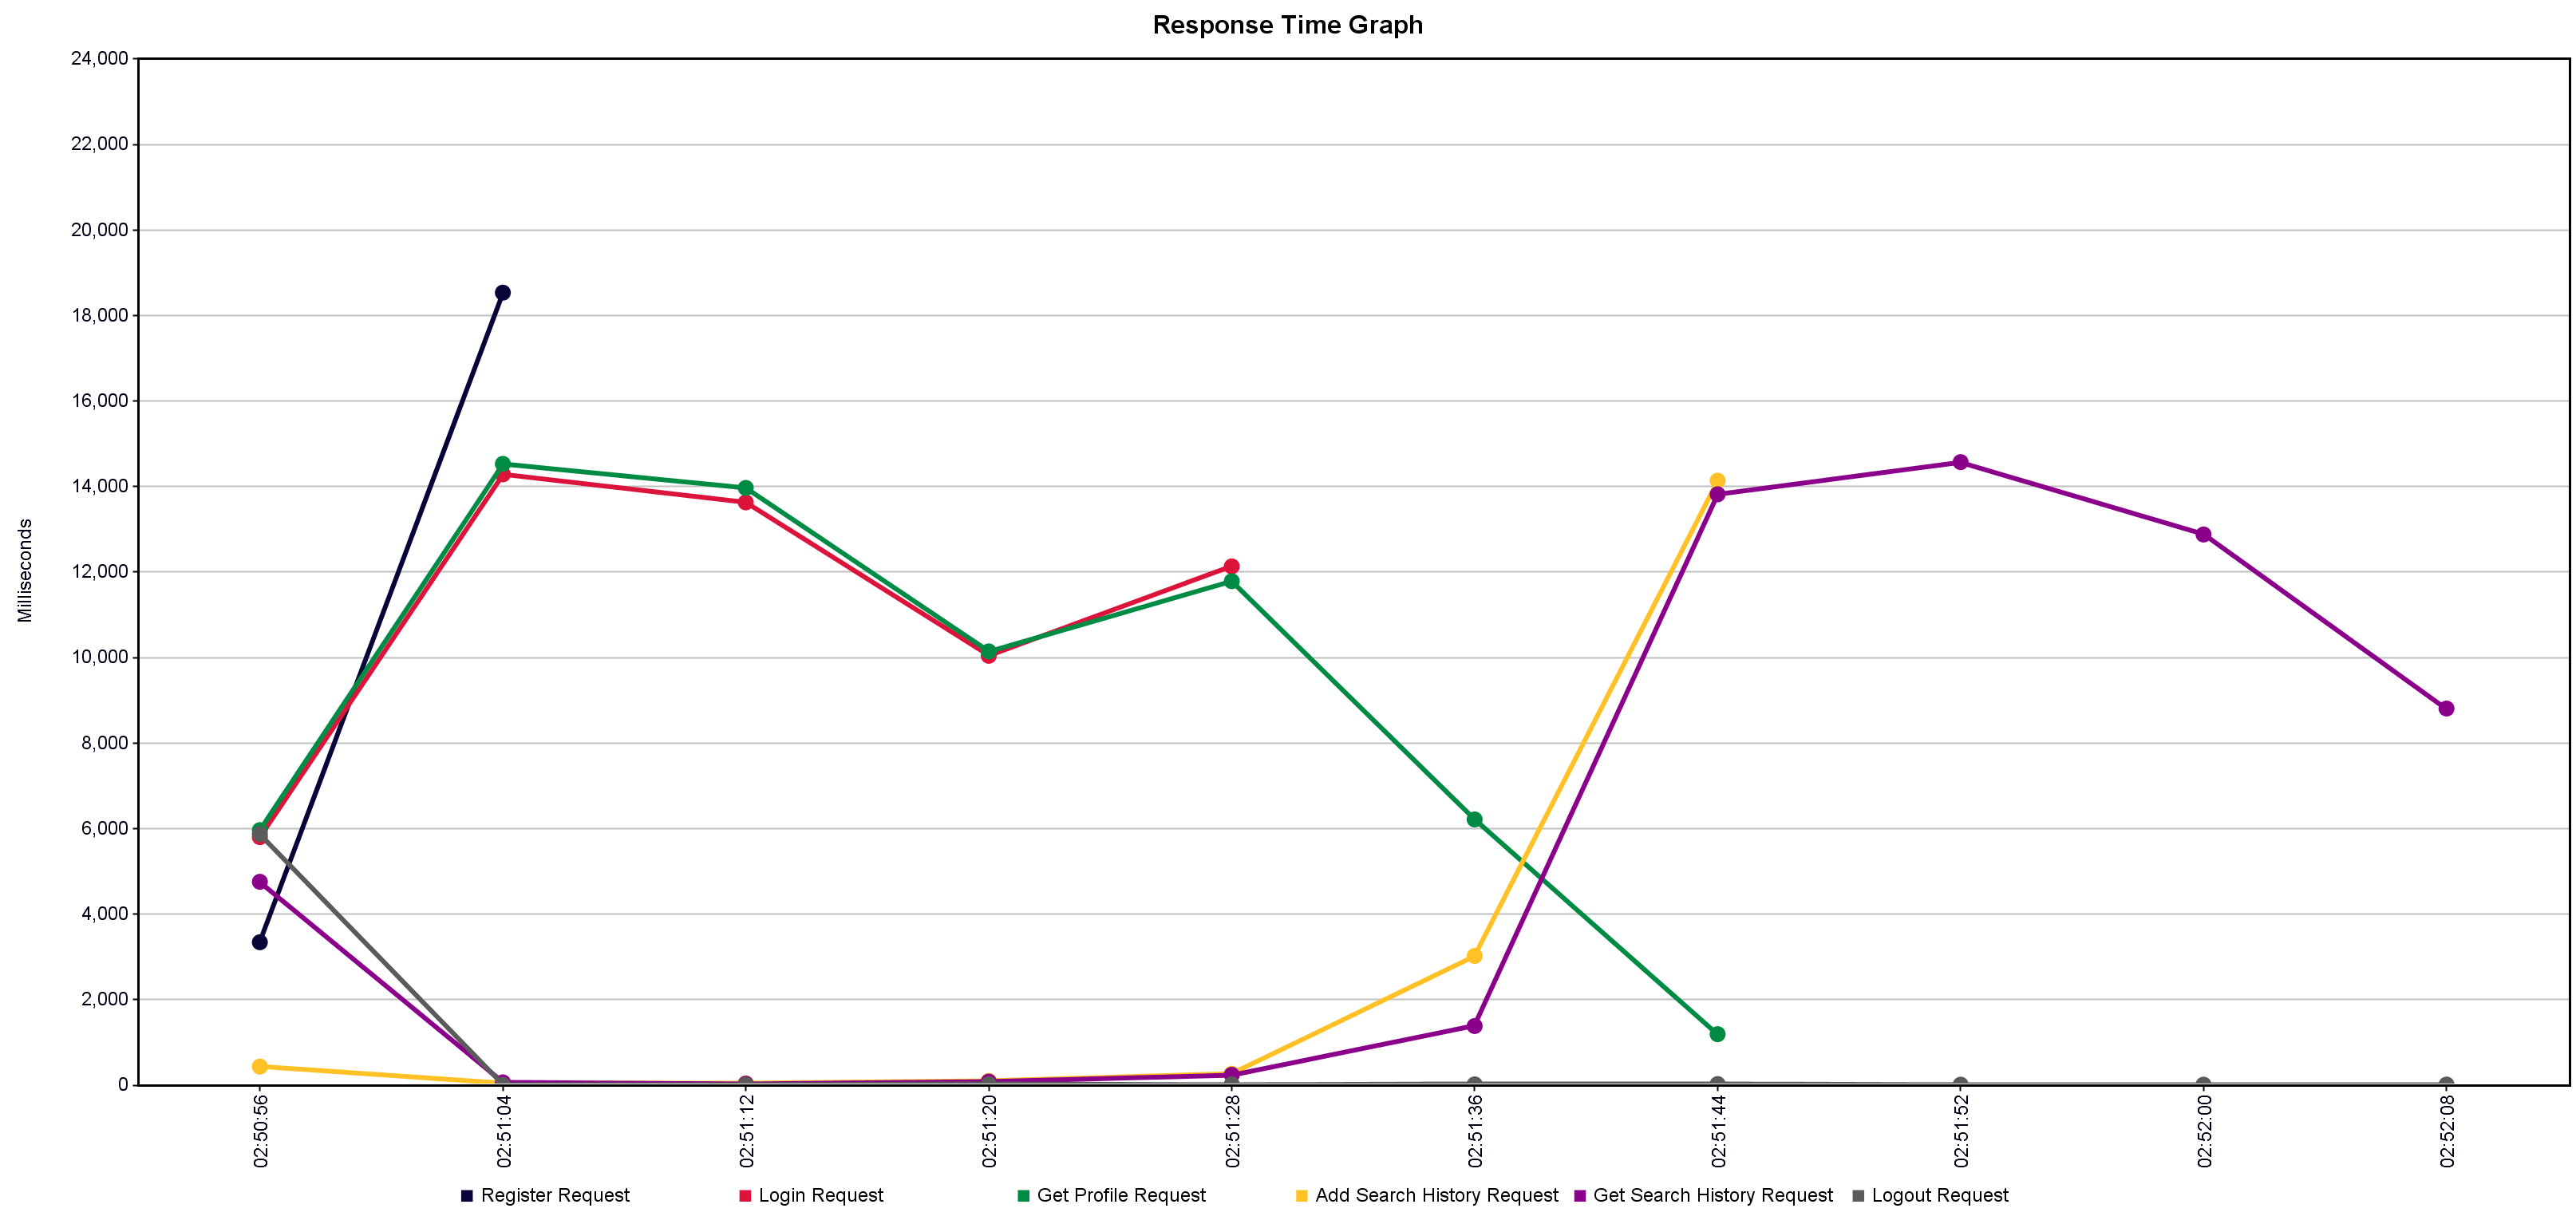 Response Time Graph
24,000
22,000
20,000
18,000
16,000
14,000
12,000
10,000
8,000
6,000
4,000
2,000
0
Milliseconds
02:50:56
02:51:04
02:51:12
02:51:20
02:51:28
02:51:36
02:51:44
02:51:52
02:52:00
02:52:08
Register Request
Login Request
Get Profile Request
Add Search History Request
Get Search History Request
Logout Request